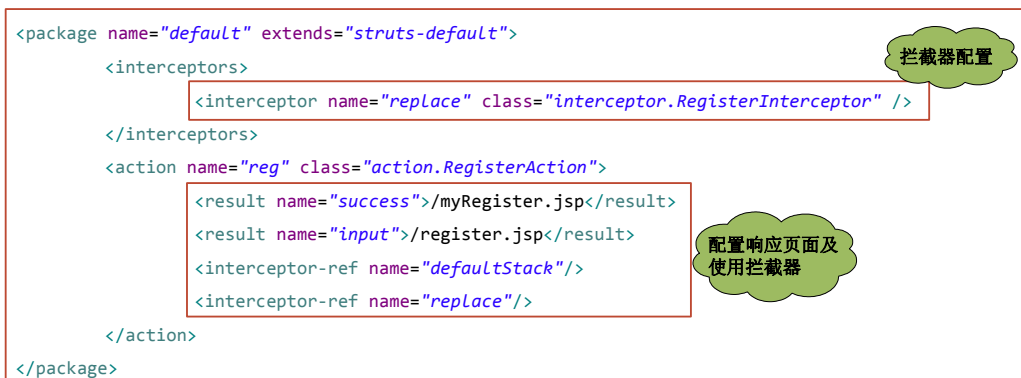 <package name="default" extends="struts-default">
拦截器配置
<interceptors>
<interceptor name="replace" class="interceptor.RegisterInterceptor" />
</interceptors>
<action name="reg" class="action.RegisterAction">
<result name="success">/myRegister.jsp</result>
<result name="input">/register.jsp</result>
配置响应页面及
使用拦截器
<interceptor-ref name="defaultStack"/>
<interceptor-ref name="replace"/>
</action>
</package>